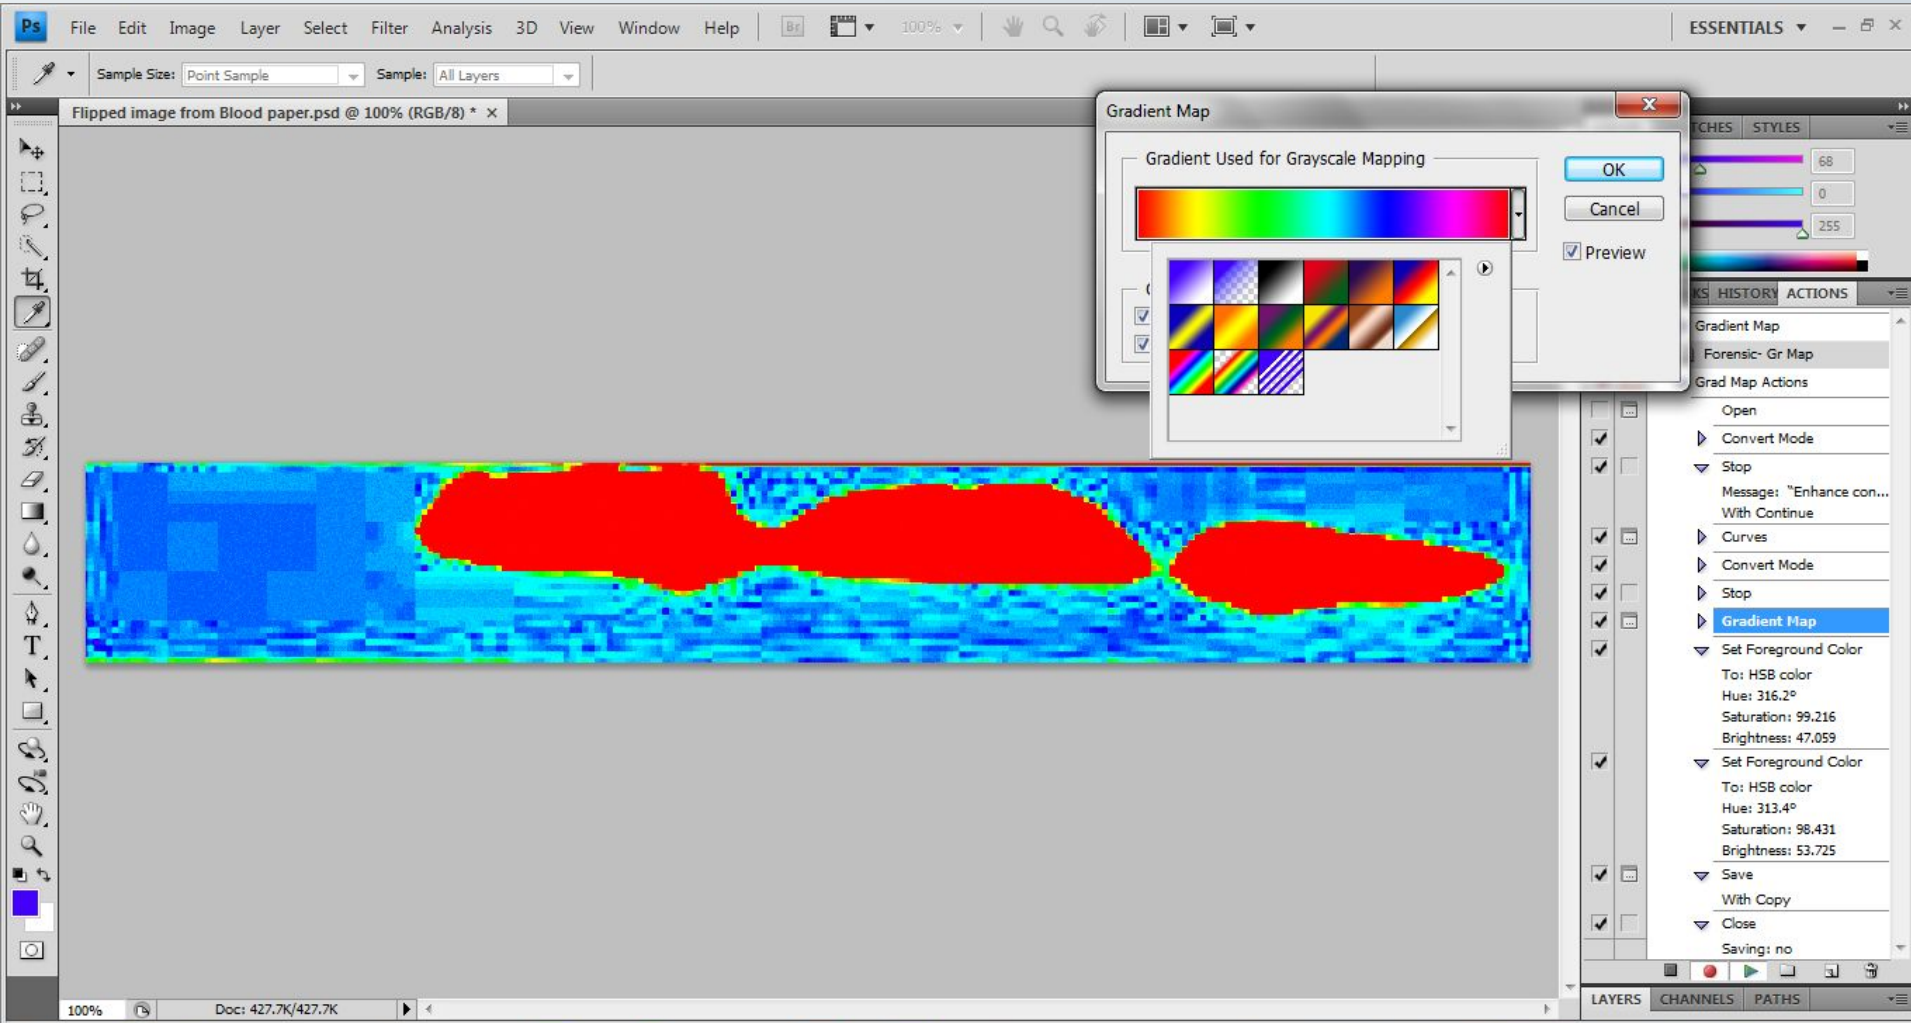 Ps File Edit Image Layer Select Filter Analysis 3D View Window Help Br 100% ESSENTIALS
Sample Size: Point Sample Sample: All Layers
Flipped image from Blood paper.psd @ 100% (RGB/8) * ×
Gradient Map
Gradient Used for Grayscale Mapping
OK
Cancel
Preview
TCHES STYLES
68
0
255
KS HISTORY ACTIONS
Gradient Map
Forensic- Gr Map
Grad Map Actions
Open
Convert Mode
Stop
Message: "Enhance con...
With Continue
Curves
Convert Mode
Stop
Gradient Map
Set Foreground Color
To: HSB color
Hue: 316.2º
Saturation: 99.216
Brightness: 47.059
Set Foreground Color
To: HSB color
Hue: 313.4º
Saturation: 98.431
Brightness: 53.725
Save
With Copy
Close
Saving: no
LAYERS CHANNELS PATHS
100% Doc: 427.7K/427.7K